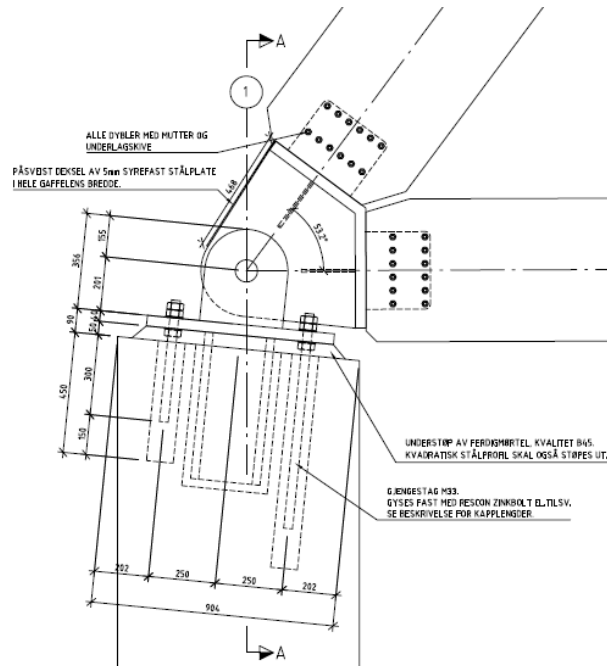 A
1
ALLE DYBLER MED MUTTER OG
UNDERLAGSKIVE
PÅSVEIST DEKSEL AV 5mm SYREFAST STÅLPLATE
I HELE GAFFELENS BREDDE.
468
53.2°
155
356
201
90
40
50
450
300
150
UNDERSTØP AV FERDIGMØRTEL, KVALITET B45.
KVADRATISK STÅLPROFIL SKAL OGSÅ STØPES UT.
GJENGESTAG M33.
GYSES FAST MED RESCON ZINKBOLT EL.TILSV.
SE BESKRIVELSE FOR KAPPLENGDER.
202
250
250
202
904
A